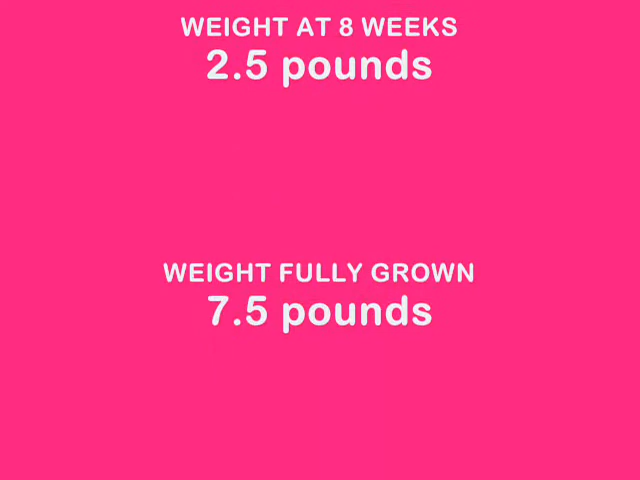 WEIGHT AT 8 WEEKS
2.5 pounds
WEIGHT FULLY GROWN
7.5 pounds